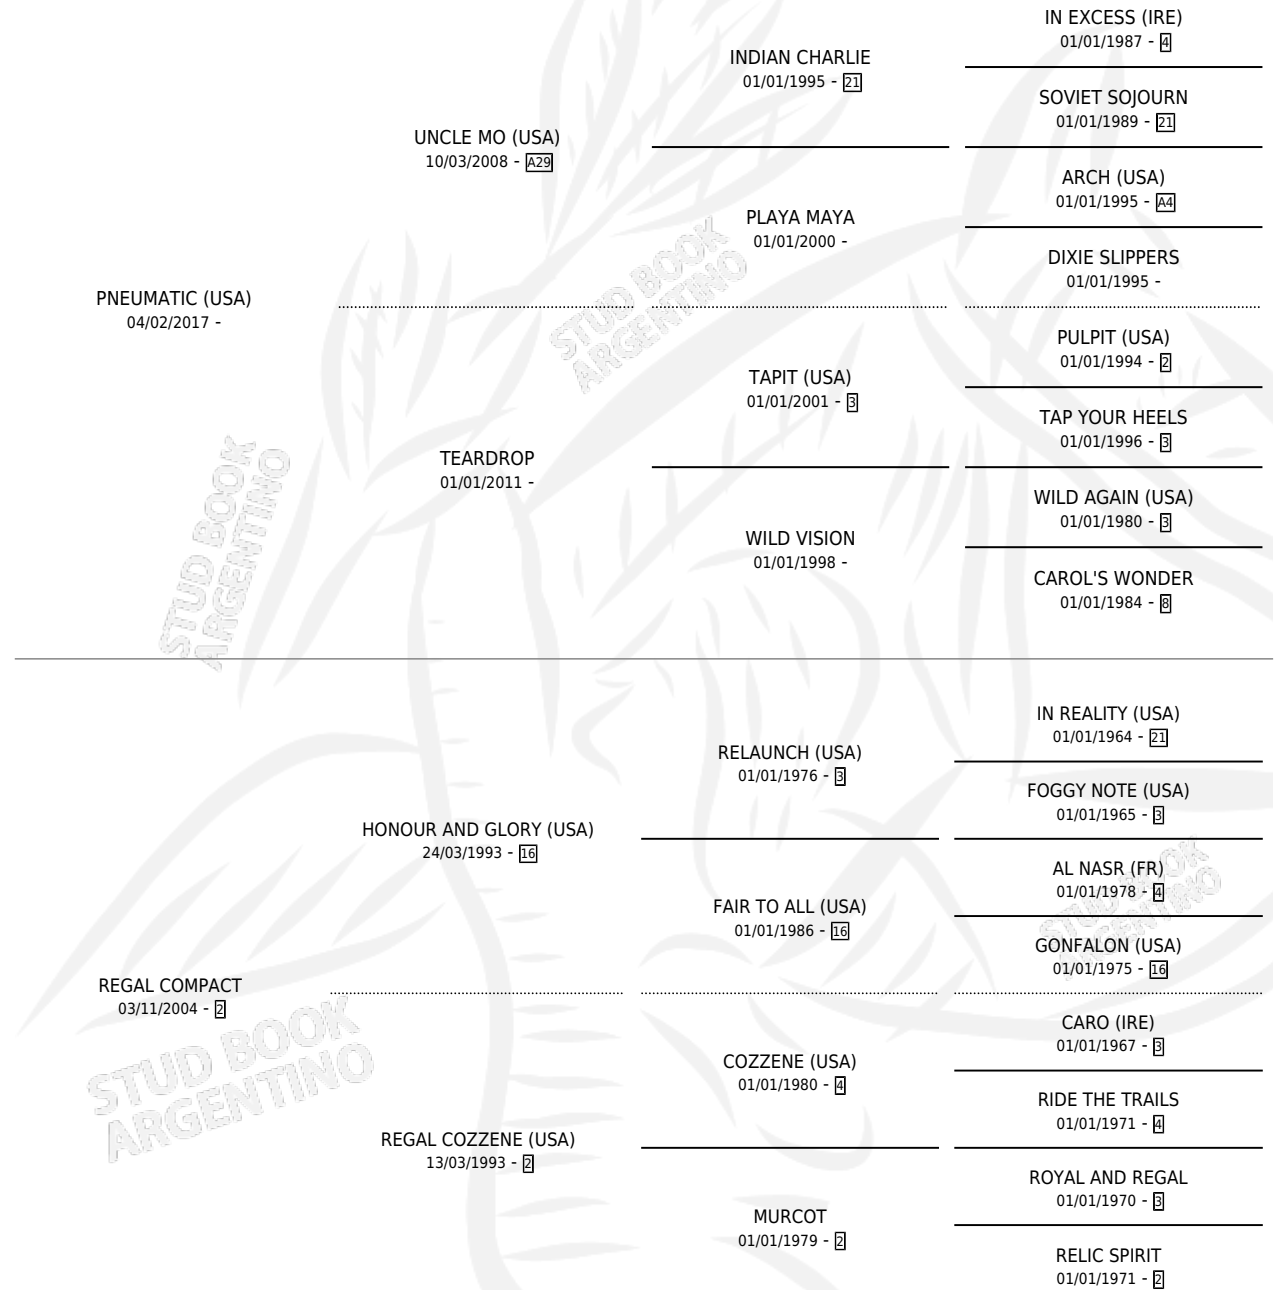 IN EXCESS (IRE)
01/01/1987 - 4
INDIAN CHARLIE
01/01/1995 - 21
SOVIET SOJOURN
01/01/1989 - 21
UNCLE MO (USA)
10/03/2008 - A29
ARCH (USA)
01/01/1995 - A4
PLAYA MAYA
01/01/2000 -
DIXIE SLIPPERS
01/01/1995 -
PNEUMATIC (USA)
04/02/2017 -
STUD BOOK
ARGENTINO
PULPIT (USA)
01/01/1994 - 2
TAPIT (USA)
01/01/2001 - 3
TAP YOUR HEELS
01/01/1996 - 3
TEARDROP
01/01/2011 -
WILD AGAIN (USA)
01/01/1980 - 3
WILD VISION
01/01/1998 -
CAROL'S WONDER
01/01/1984 - 8
STUD BOOK
ARGENTINO
IN REALITY (USA)
01/01/1964 - 21
RELAUNCH (USA)
01/01/1976 - 3
FOGGY NOTE (USA)
01/01/1965 - 3
HONOUR AND GLORY (USA)
24/03/1993 - 16
AL NASR (FR)
01/01/1978 - 4
FAIR TO ALL (USA)
01/01/1986 - 16
STUD BOOK
ARGENTINO
GONFALON (USA)
01/01/1975 - 16
REGAL COMPACT
03/11/2004 - 2
STUD BOOK
ARGENTINO
CARO (IRE)
01/01/1967 - 3
COZZENE (USA)
01/01/1980 - 4
RIDE THE TRAILS
01/01/1971 - 4
REGAL COZZENE (USA)
13/03/1993 - 2
ROYAL AND REGAL
01/01/1970 - 3
MURCOT
01/01/1979 - 2
RELIC SPIRIT
01/01/1971 - 2